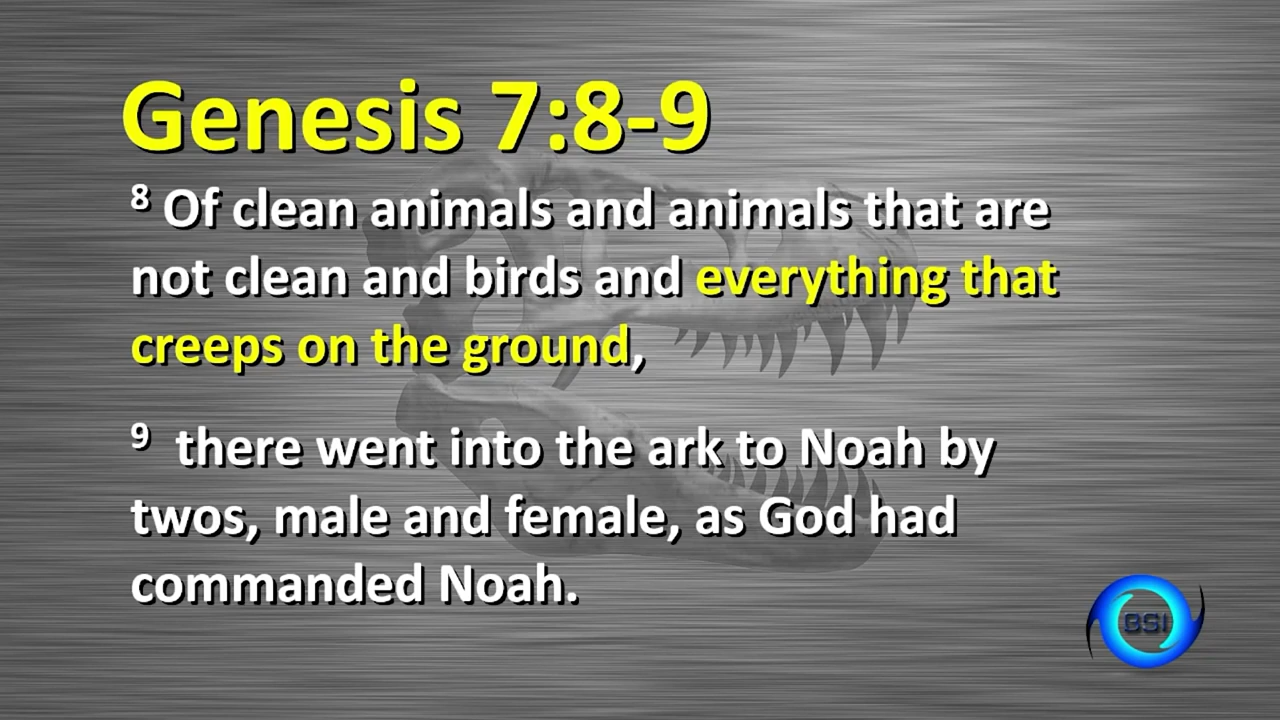 Genesis 7:8-9
8 Of clean animals and animals that are
not clean and birds and everything that
creeps on the ground,
9 there went into the ark to Noah by
twos, male and female, as God had
commanded Noah.
BSI